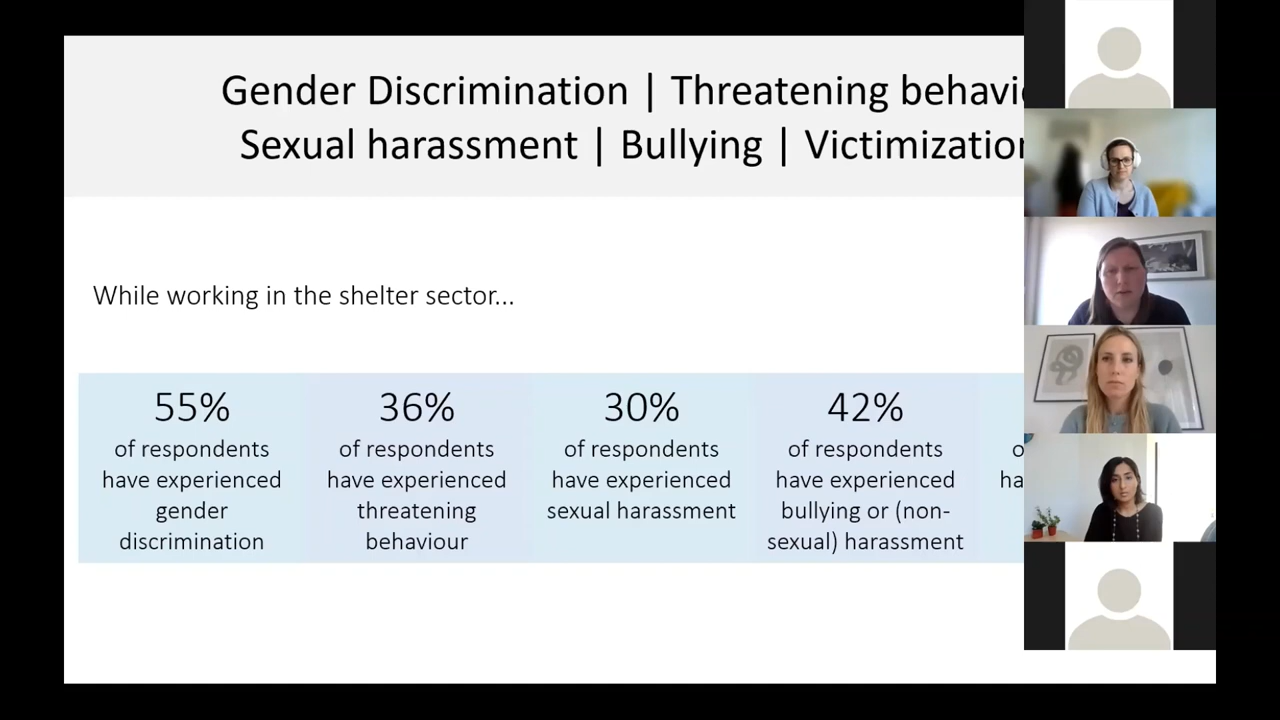 Gender Discrimination | Threatening
Sexual harassment | Bullying |
While working in the shelter sector...
55%
of respondents
have experienced
gender
discrimination
36%
of respondents
have experienced
threatening
behaviour
30%
of respondents
have experienced
sexual harassment
42%
of respondents
have experienced
bullying or (non-
sexual) harassment